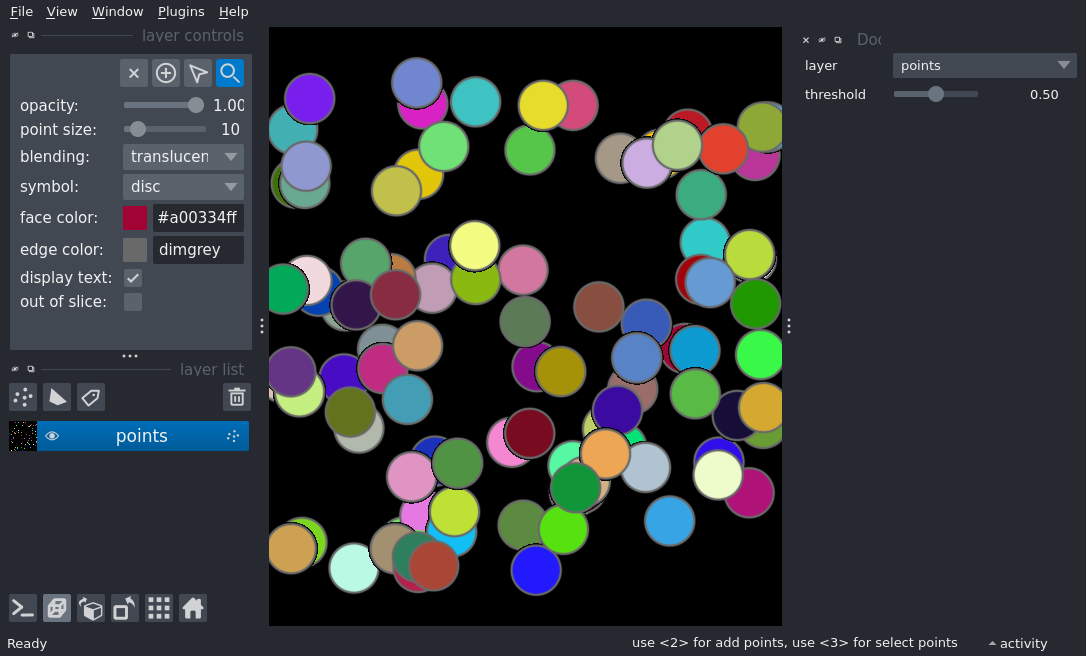 File View Window Plugins Help
layer controls
opacity: 1.00
point size: 10
blending: translucen
symbol: disc
face color: #a00334ff
edge color: dimgrey
display text:
out of slice:
layer list
points
Ready
Doc
layer points
threshold 0.50
use <2> for add points, use <3> for select points
activity